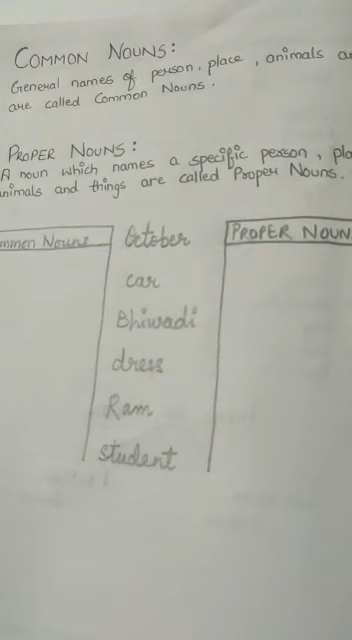 COMMON NOUNS:
General names of person, place, animals
are called Common Nouns.
PROPER NOUNS:
A noun which names a specific person,
animals and things are called Proper Nouns.
Common Nouns
October
PROPER NOUN
car
Bhiwadi
dress
Ram
student